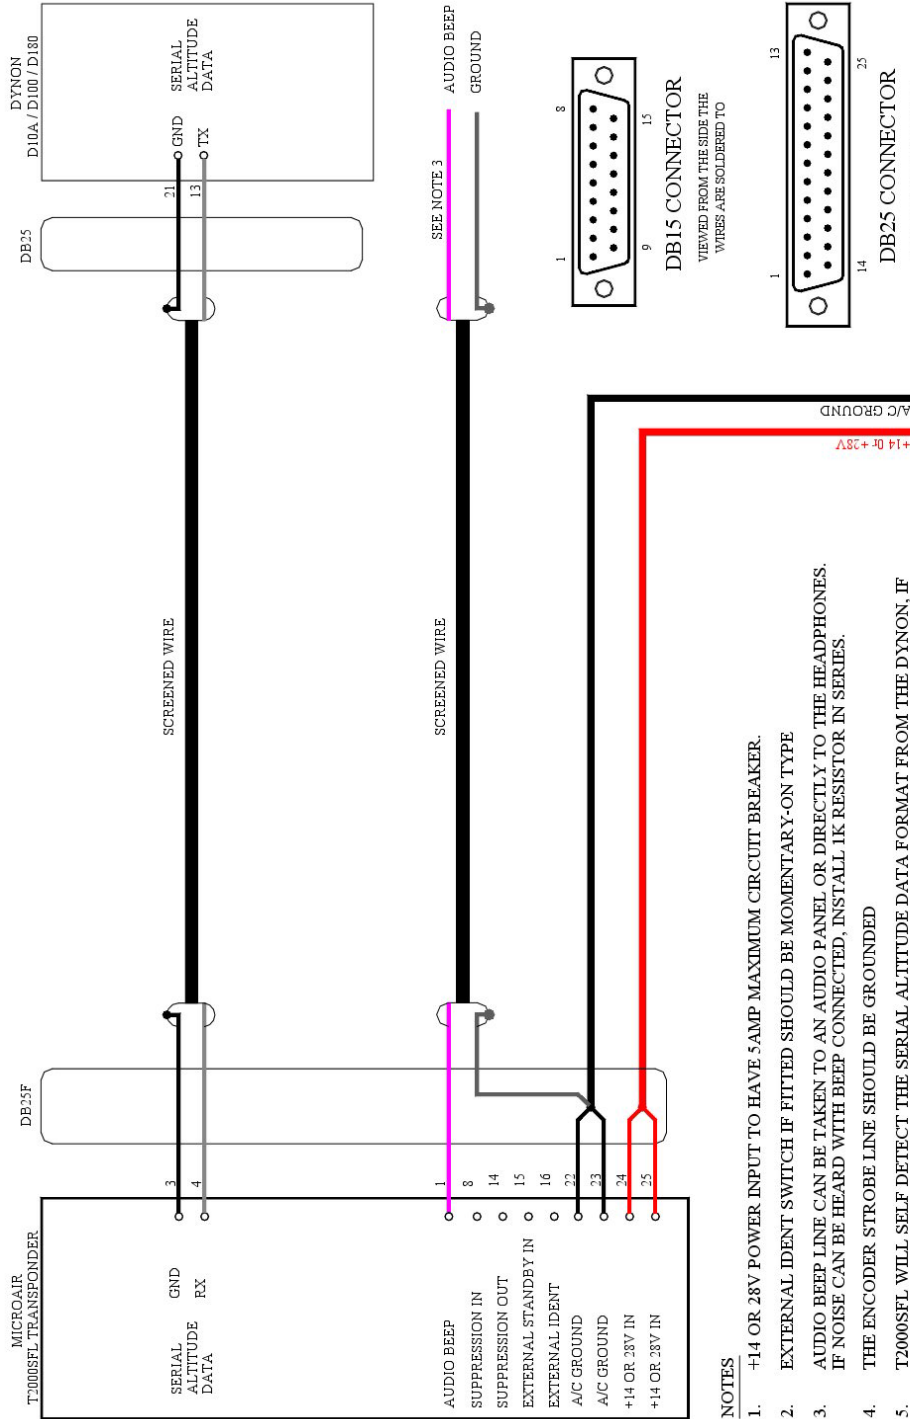 MICROAIR
T2000SFL TRANSPONDER
SERIAL
ALTITUDE
DATA
GND
RX
3
4
AUDIO BEEP
SUPPRESSION IN
SUPPRESSION OUT
EXTERNAL STANDBY IN
EXTERNAL IDENT
A/C GROUND
A/C GROUND
+14 OR 28V IN
+14 OR 28V IN
1
8
14
15
16
22
23
24
25
DB25F
SCREENED WIRE
SCREENED WIRE
DB25
DYNON
D10A / D100 / D180
21
13
GND
TX
SERIAL
ALTITUDE
DATA
SEE NOTE 3
AUDIO BEEP
GROUND
A/C GROUND
+14 0r +28V
1
8
9
15
DB15 CONNECTOR
VIEWED FROM THE SIDE THE
WIRES ARE SOLDERED TO
1
13
14
25
DB25 CONNECTOR
NOTES
1. +14 OR 28V POWER INPUT TO HAVE 5AMP MAXIMUM CIRCUIT BREAKER.
2. EXTERNAL IDENT SWITCH IF FITTED SHOULD BE MOMENTARY-ON TYPE
3. AUDIO BEEP LINE CAN BE TAKEN TO AN AUDIO PANEL OR DIRECTLY TO THE HEADPHONES.
IF NOISE CAN BE HEARD WITH BEEP CONNECTED, INSTALL 1K RESISTOR IN SERIES.
4. THE ENCODER STROBE LINE SHOULD BE GROUNDED
5. T2000SFL WILL SELF DETECT THE SERIAL ALTITUDE DATA FORMAT FROM THE DYNON, IF